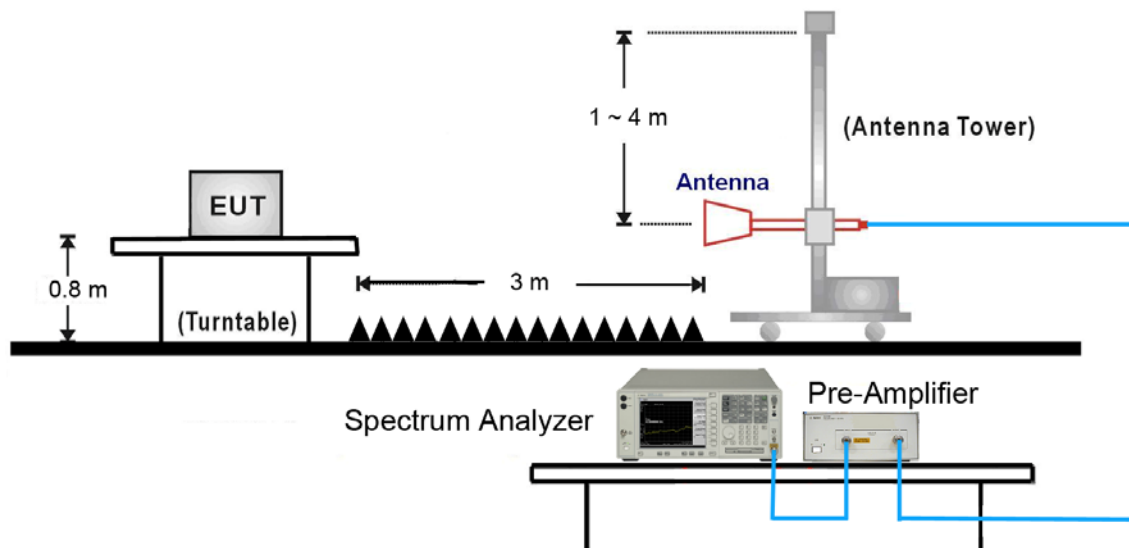 1 ~ 4 m
(Antenna Tower)
Antenna
EUT
0.8 m
3 m
(Turntable)
Spectrum Analyzer
Pre-Amplifier